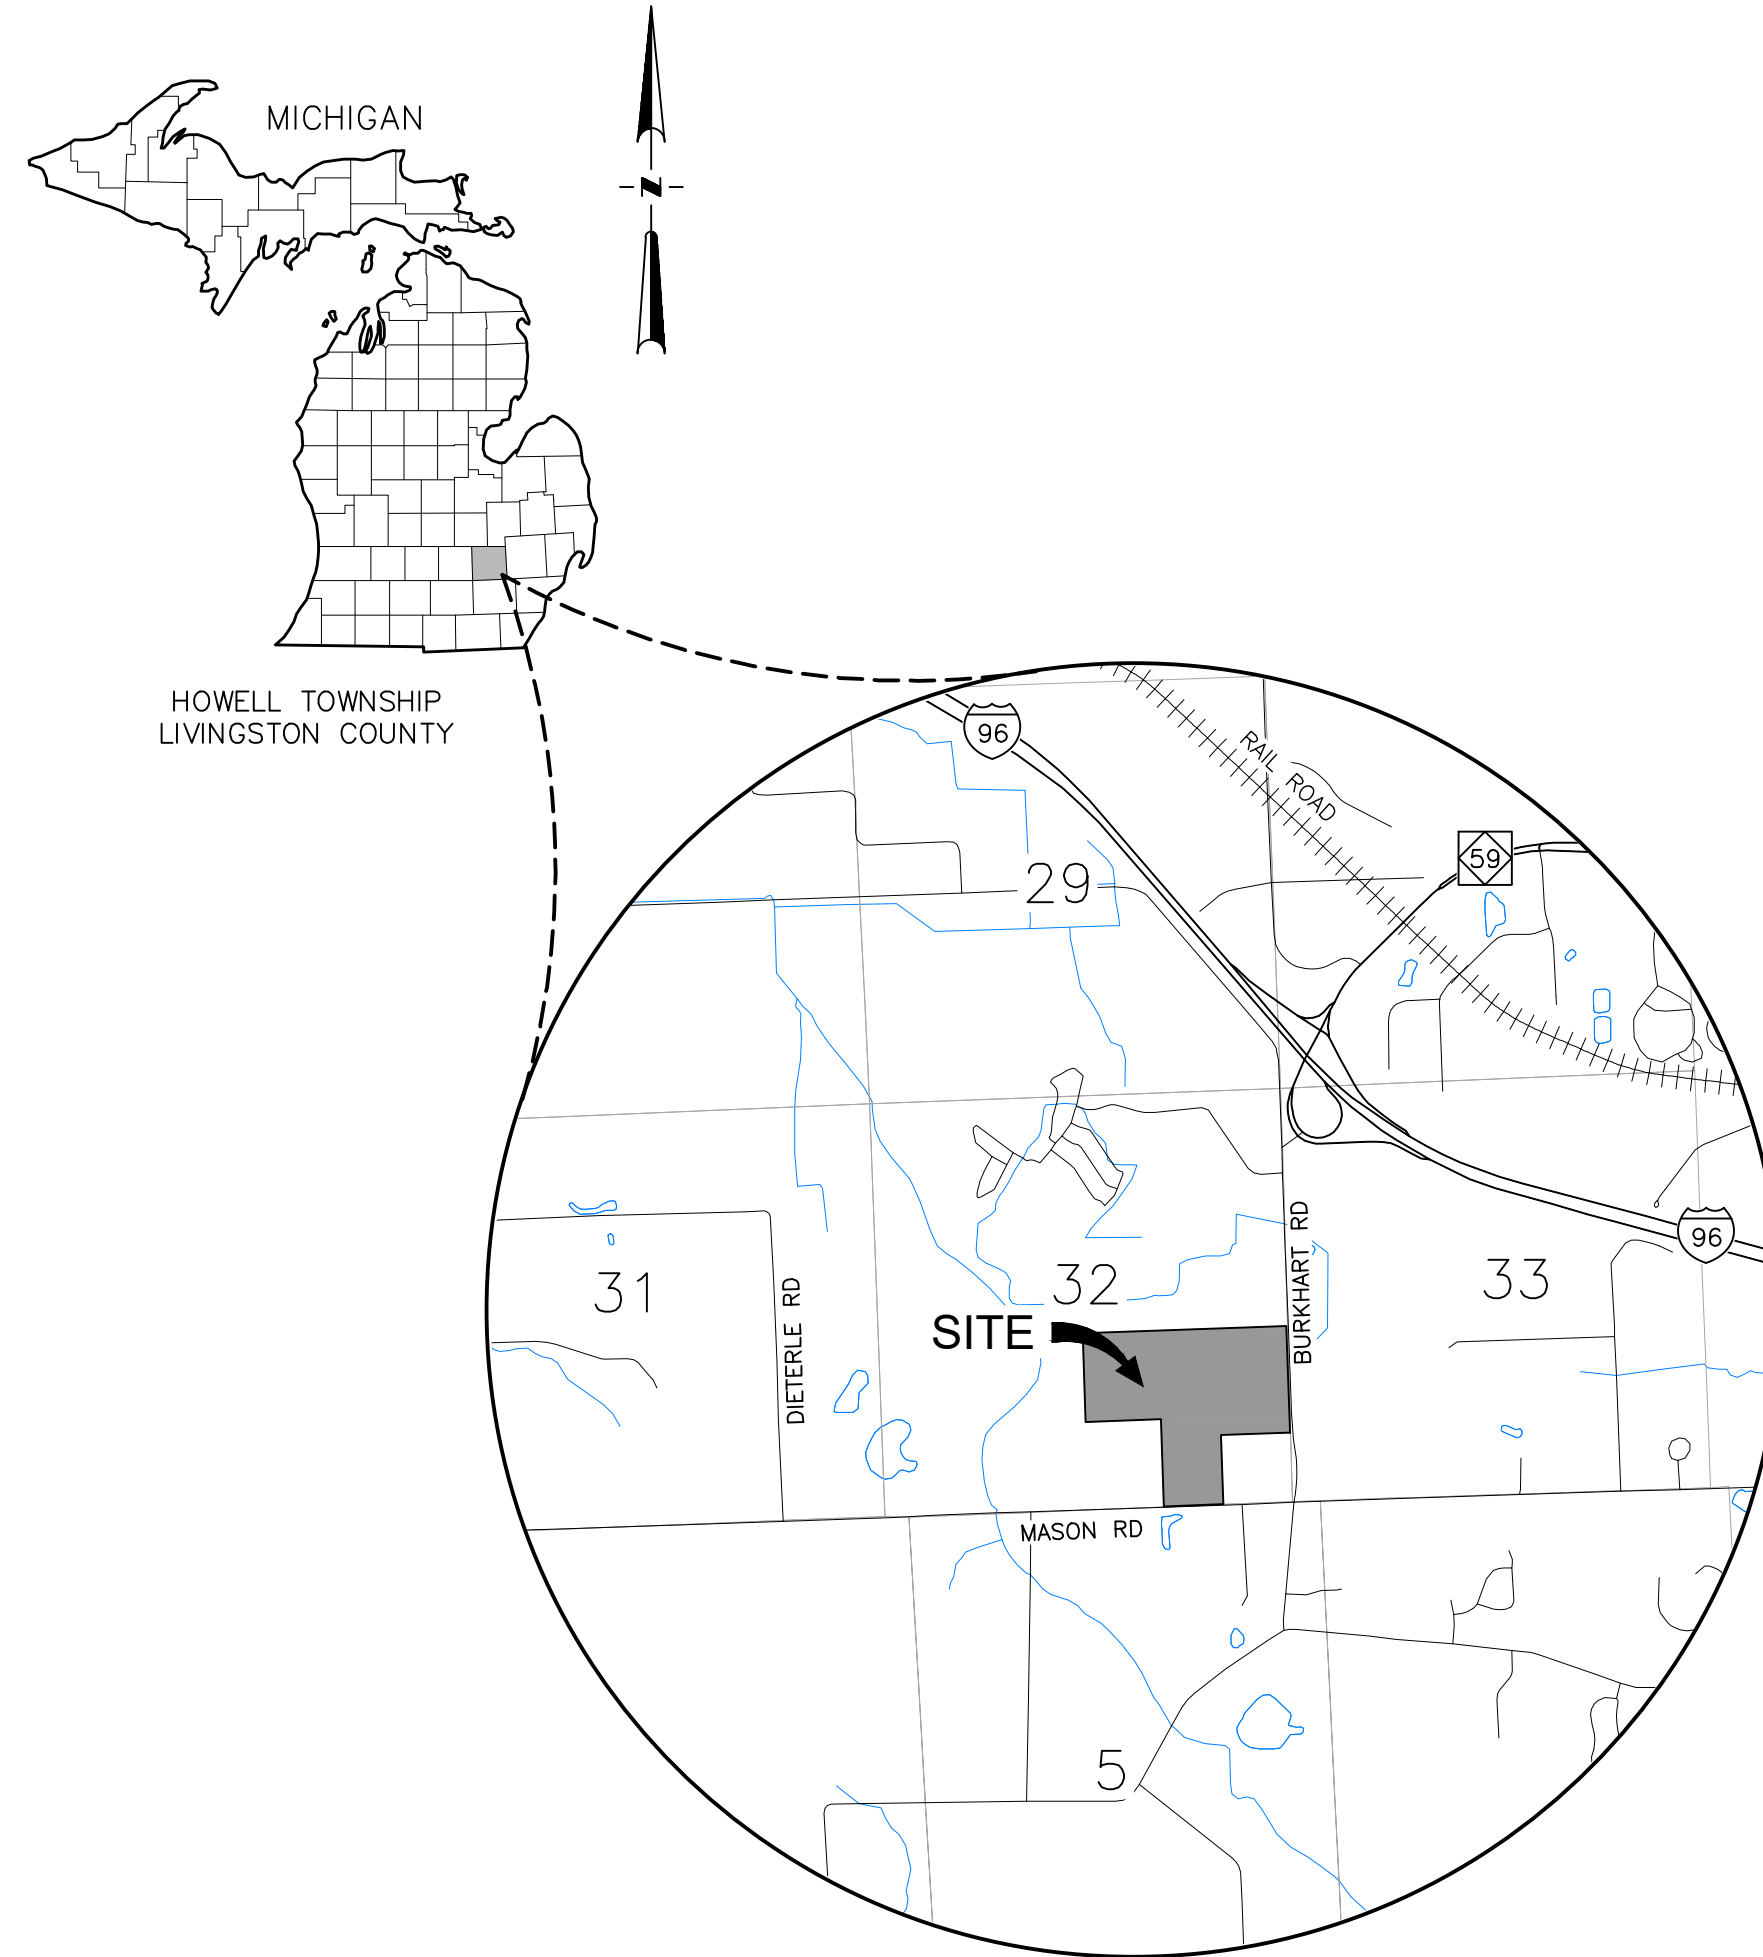 MICHIGAN
N
HOWELL TOWNSHIP
LIVINGSTON COUNTY
96
RAIL ROAD
59
29
BURKHART RD
96
31
DIETERLE RD
32
33
SITE
MASON RD
5